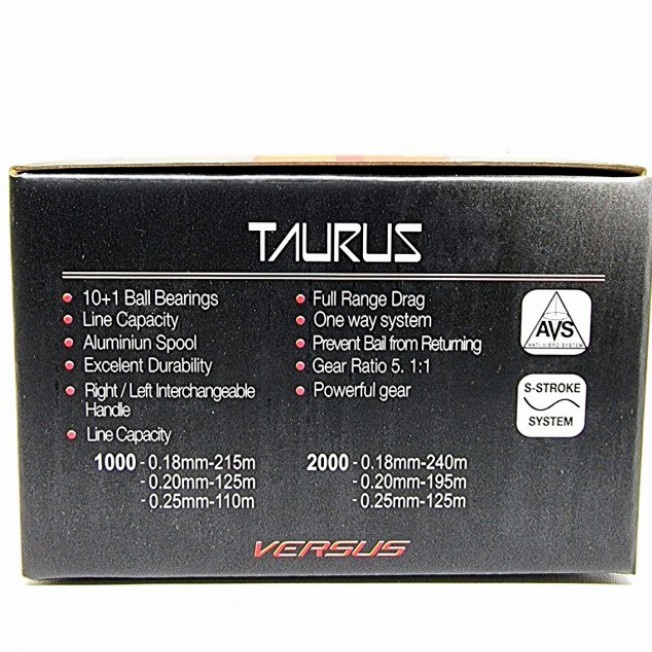 TAURUS
10+1 Ball Bearings
Line Capacity
Aluminiun Spool
Excelent Durability
Right / Left Interchangeable
Handle
Line Capacity
Full Range Drag
One way system
Prevent Bail from Returning
Gear Ratio 5. 1:1
Powerful gear
AVS
ANTI VIBRO SYSTEM
S-STROKE
SYSTEM
1000 - 0.18mm-215m
- 0.20mm-125m
- 0.25mm-110m
2000 - 0.18mm-240m
- 0.20mm-195m
- 0.25mm-125m
VERSUS